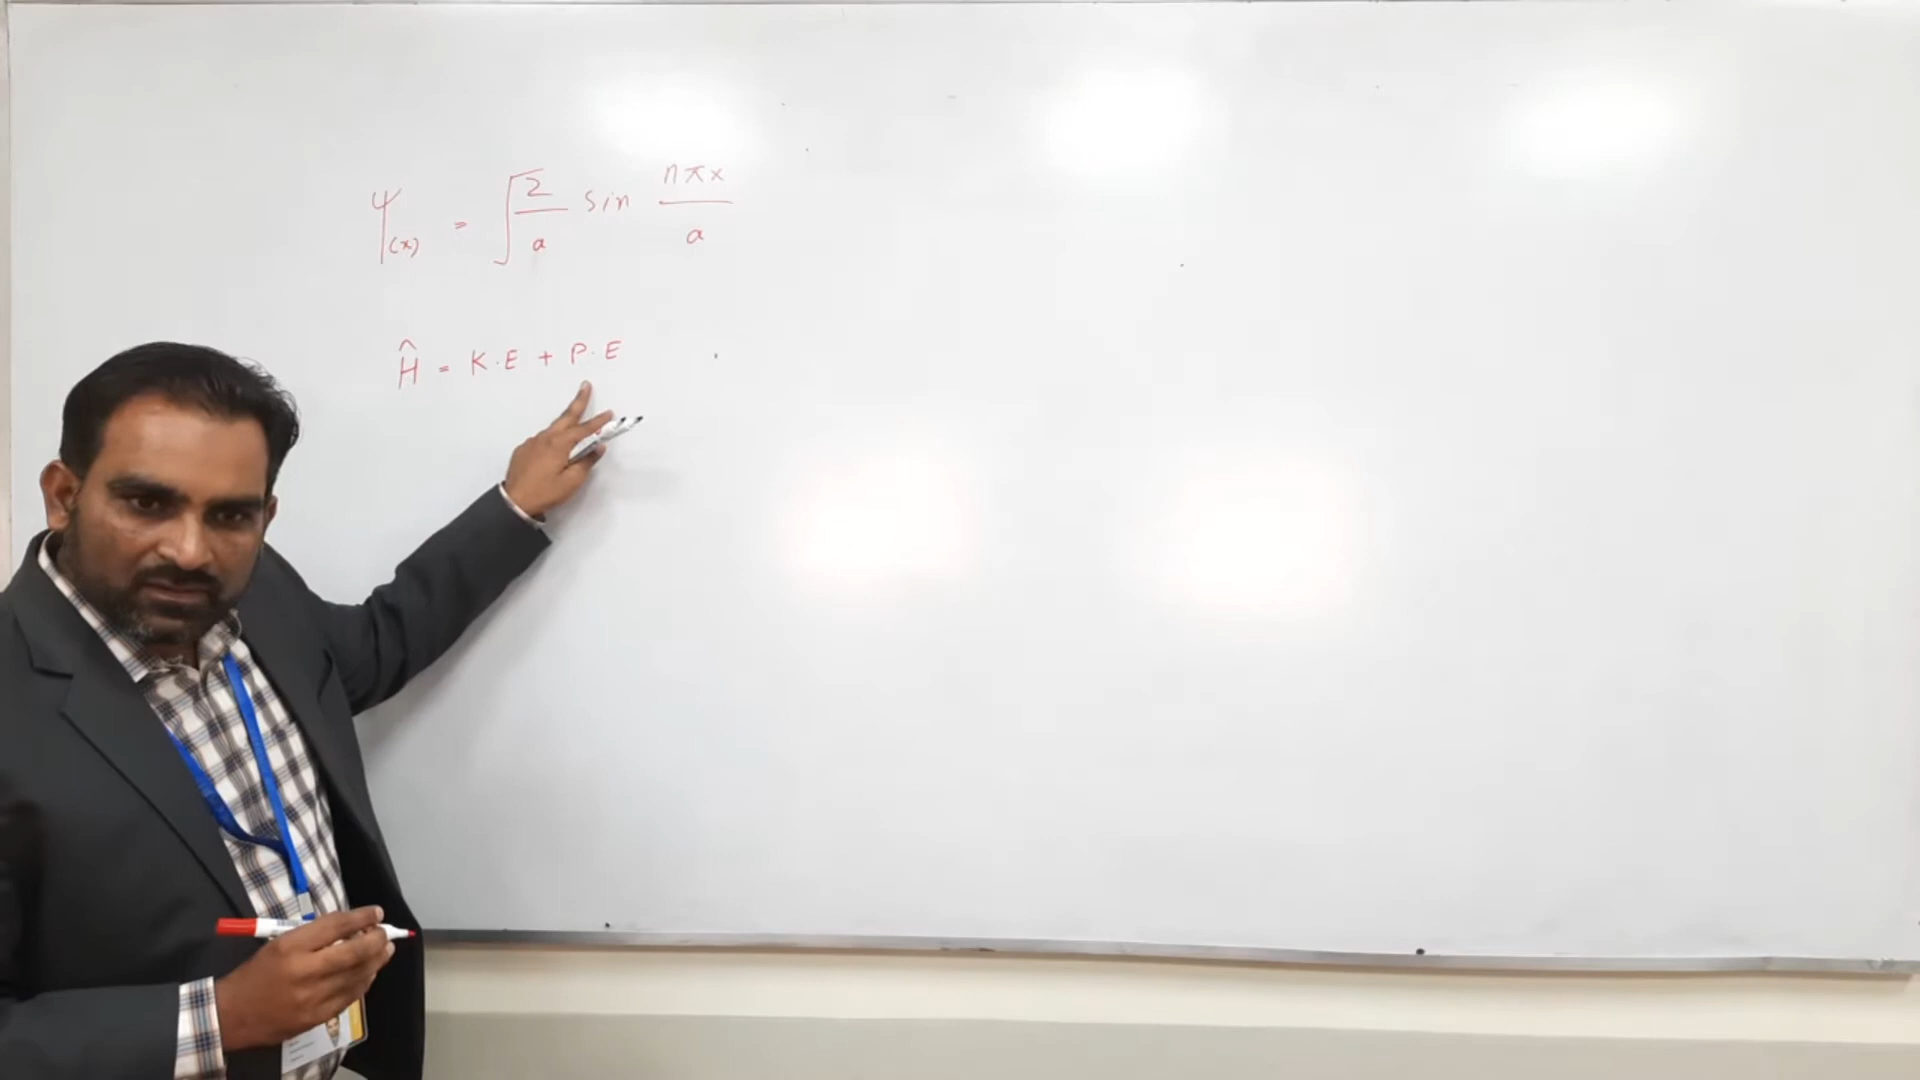 ψ(x) = √2/a sin nπx/a
Ĥ = K.E + P.E